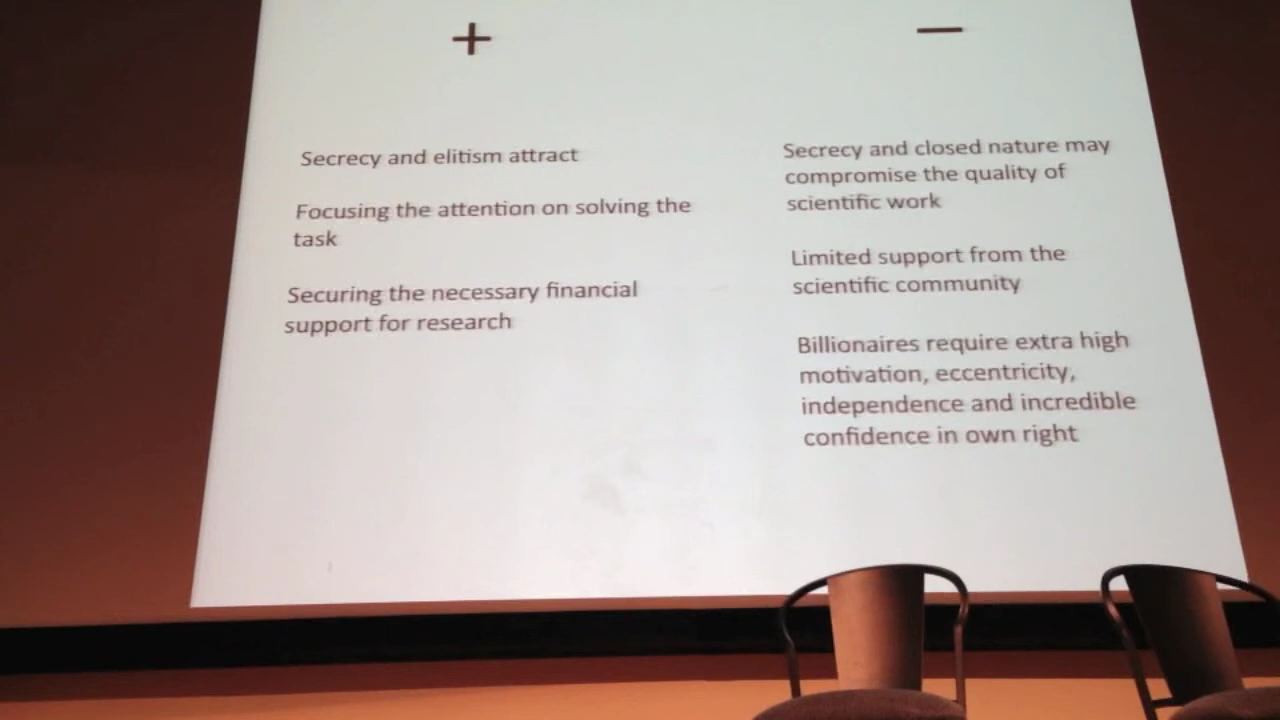 +
Secrecy and elitism attract
Focusing the attention on solving the
task
Securing the necessary financial
support for research
—
Secrecy and closed nature may
compromise the quality of
scientific work
Limited support from the
scientific community
Billionaires require extra high
motivation, eccentricity,
independence and incredible
confidence in own right